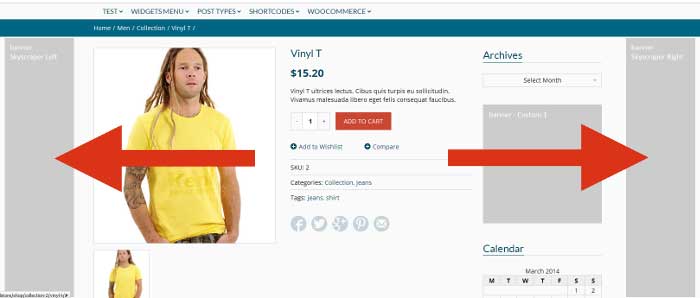 TEST WIDGETS MENU POST TYPES SHORTCODES WOOCOMMERCE
Home / Men / Collection / Vinyl T /
banner
Skyscraper Left
Vinyl T
$15.20
Vinyl T ultrices lectus. Cibus quis turpis eu sollicitudin.
Vivamus malesuada libero eget felis consequat faucibus.
- 1 + ADD TO CART
Add to Wishlist Compare
SKU: 2
Categories: Collection, Jeans
Tags: jeans, shirt
Archives
Select Month
banner - Custom 1
Calendar
March 2014
M T W T F S S
1 2
banner
Skyscraper Right